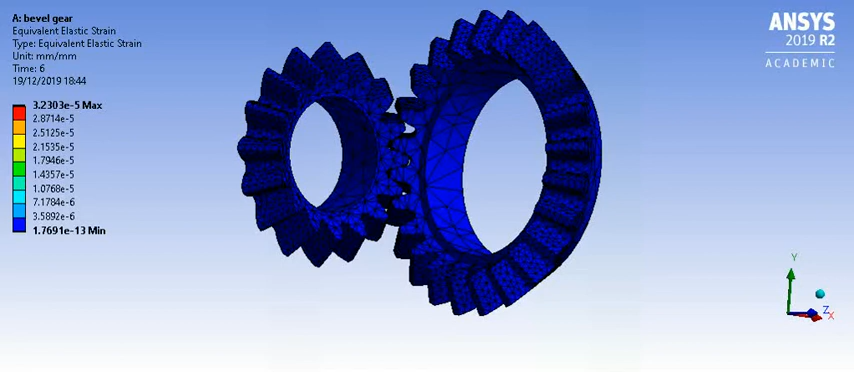 A: bevel gear
Equivalent Elastic Strain
Type: Equivalent Elastic Strain
Unit: mm/mm
Time: 6
19/12/2019 18:44
3.2303e-5 Max
2.8714e-5
2.5125e-5
2.1535e-5
1.7946e-5
1.4357e-5
1.0768e-5
7.1784e-6
3.5892e-6
1.7691e-13 Min
ANSYS
2019 R2
ACADEMIC
Y
Z
X